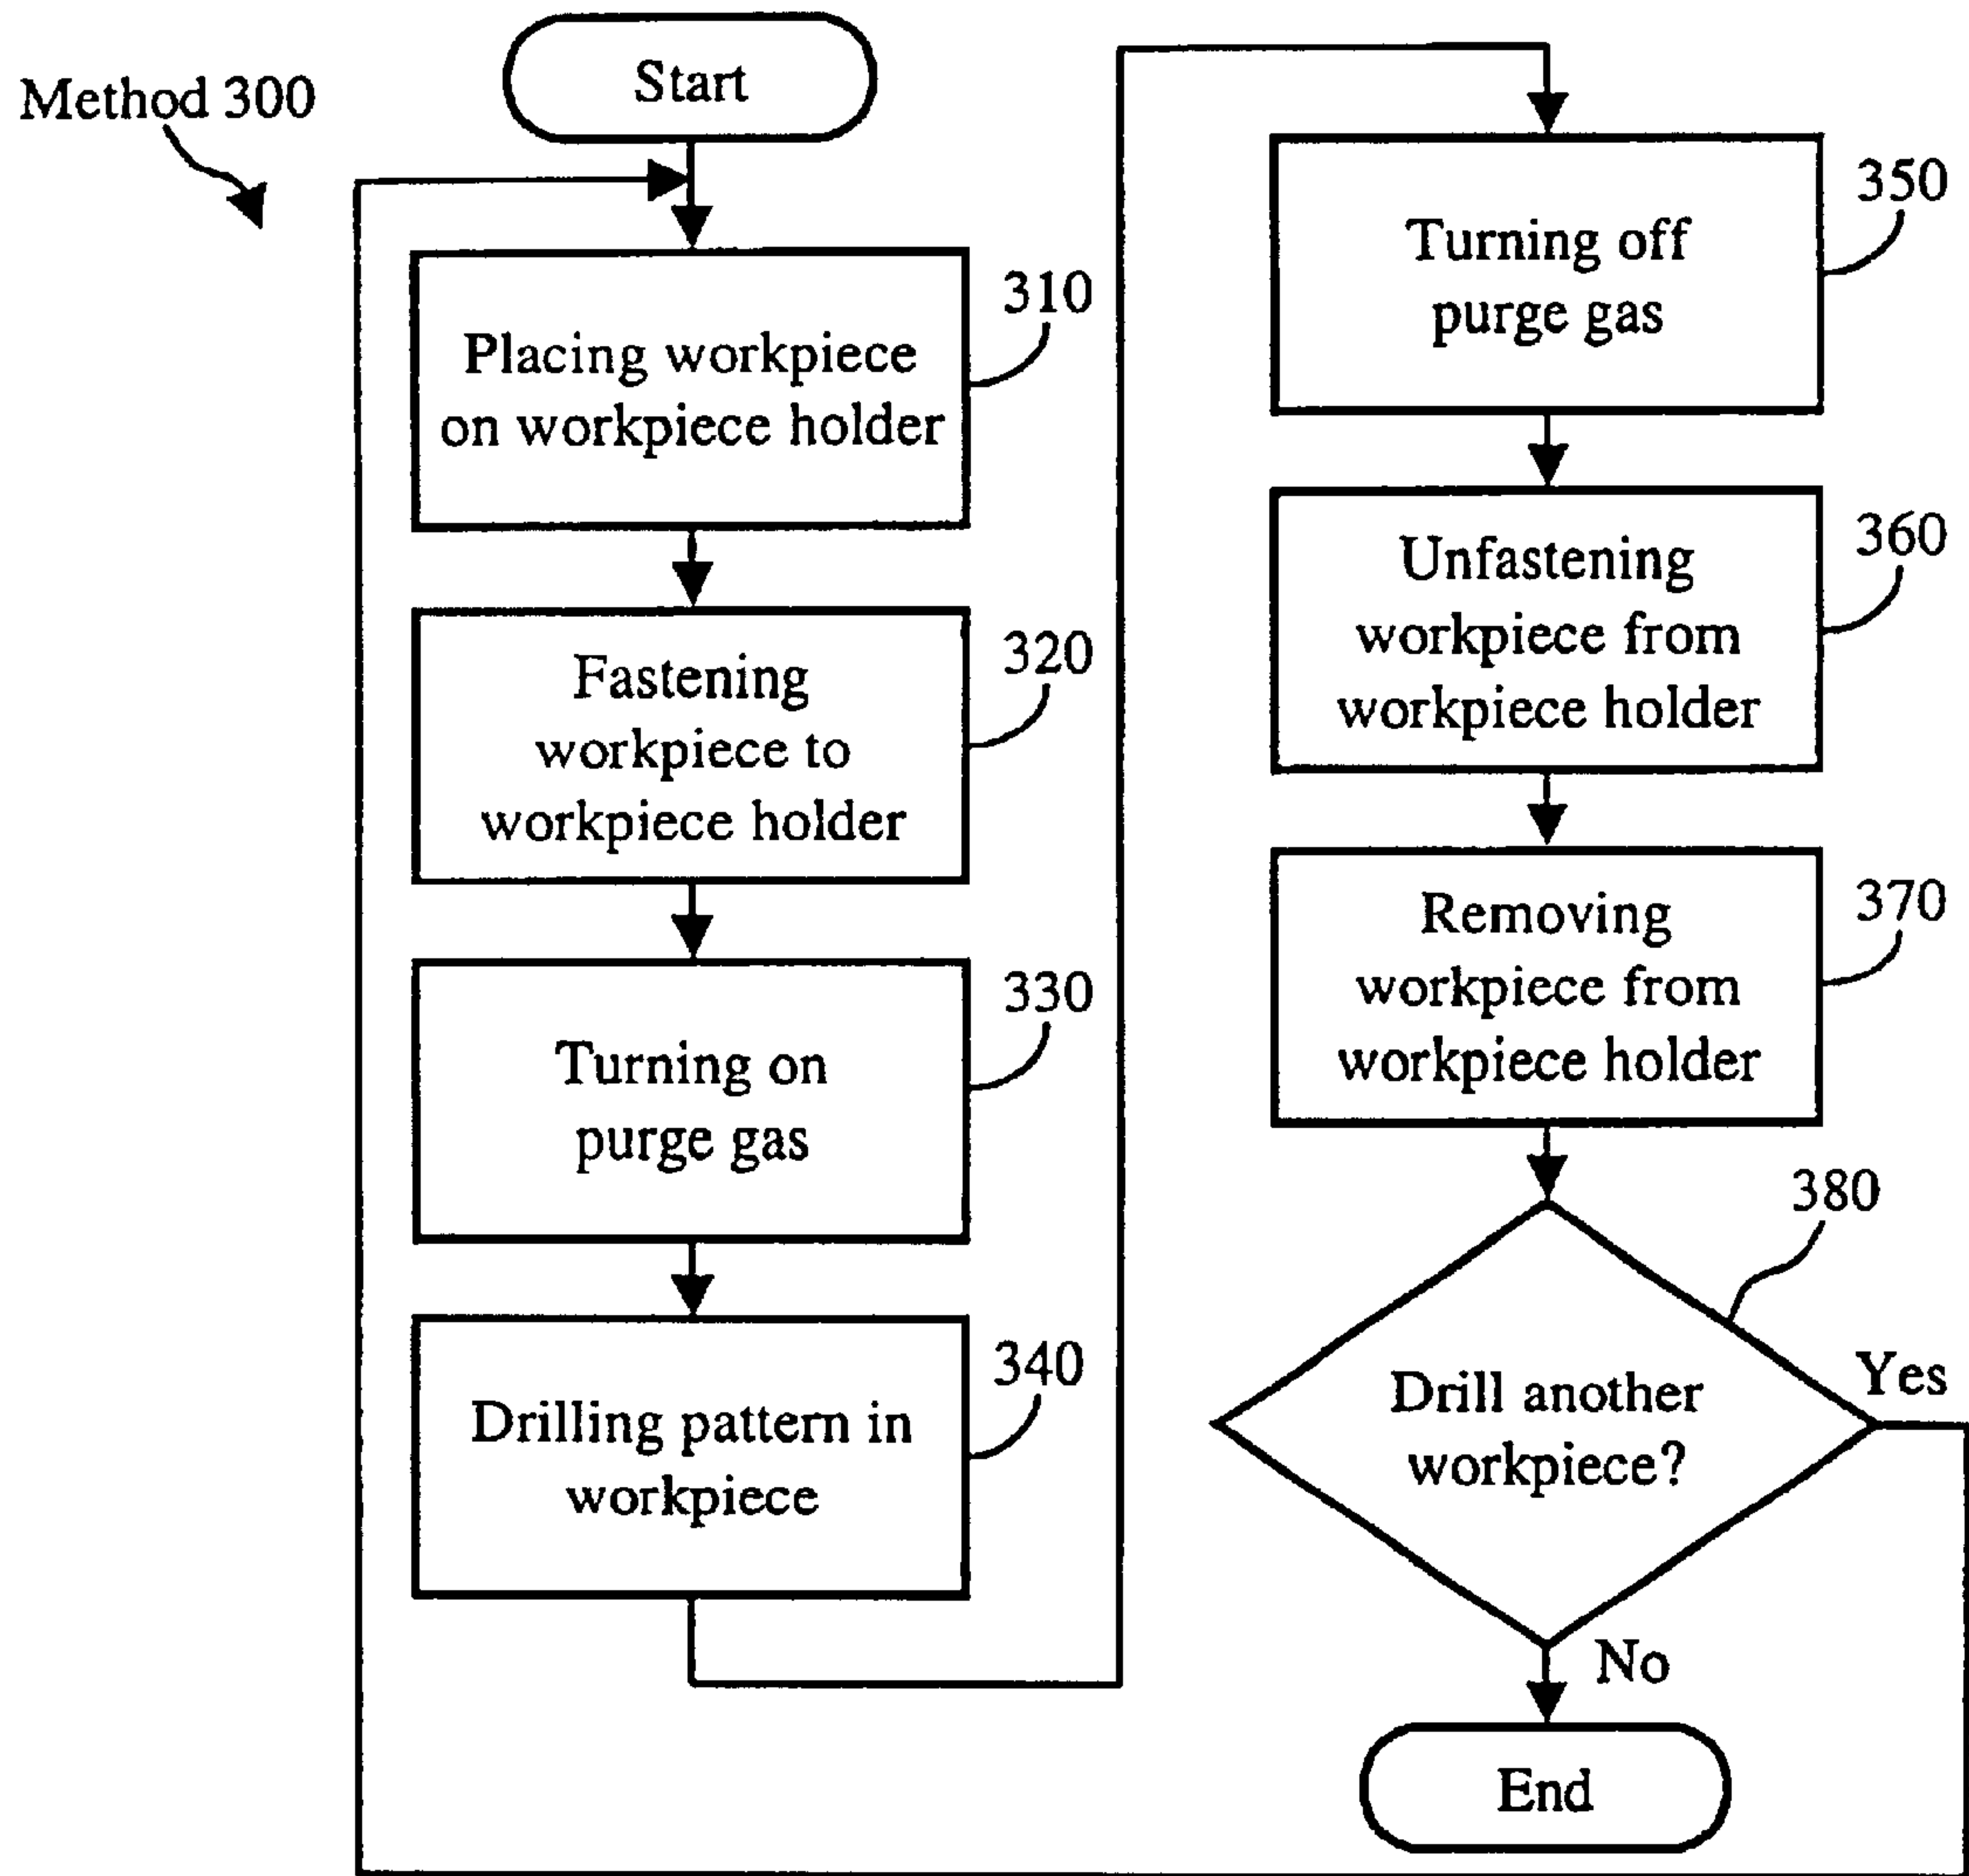 Method 300
Start
310
Placing workpiece
on workpiece holder
320
Fastening
workpiece to
workpiece holder
330
Turning on
purge gas
340
Drilling pattern in
workpiece
350
Turning off
purge gas
360
Unfastening
workpiece from
workpiece holder
370
Removing
workpiece from
workpiece holder
380
Drill another
workpiece?
Yes
No
End